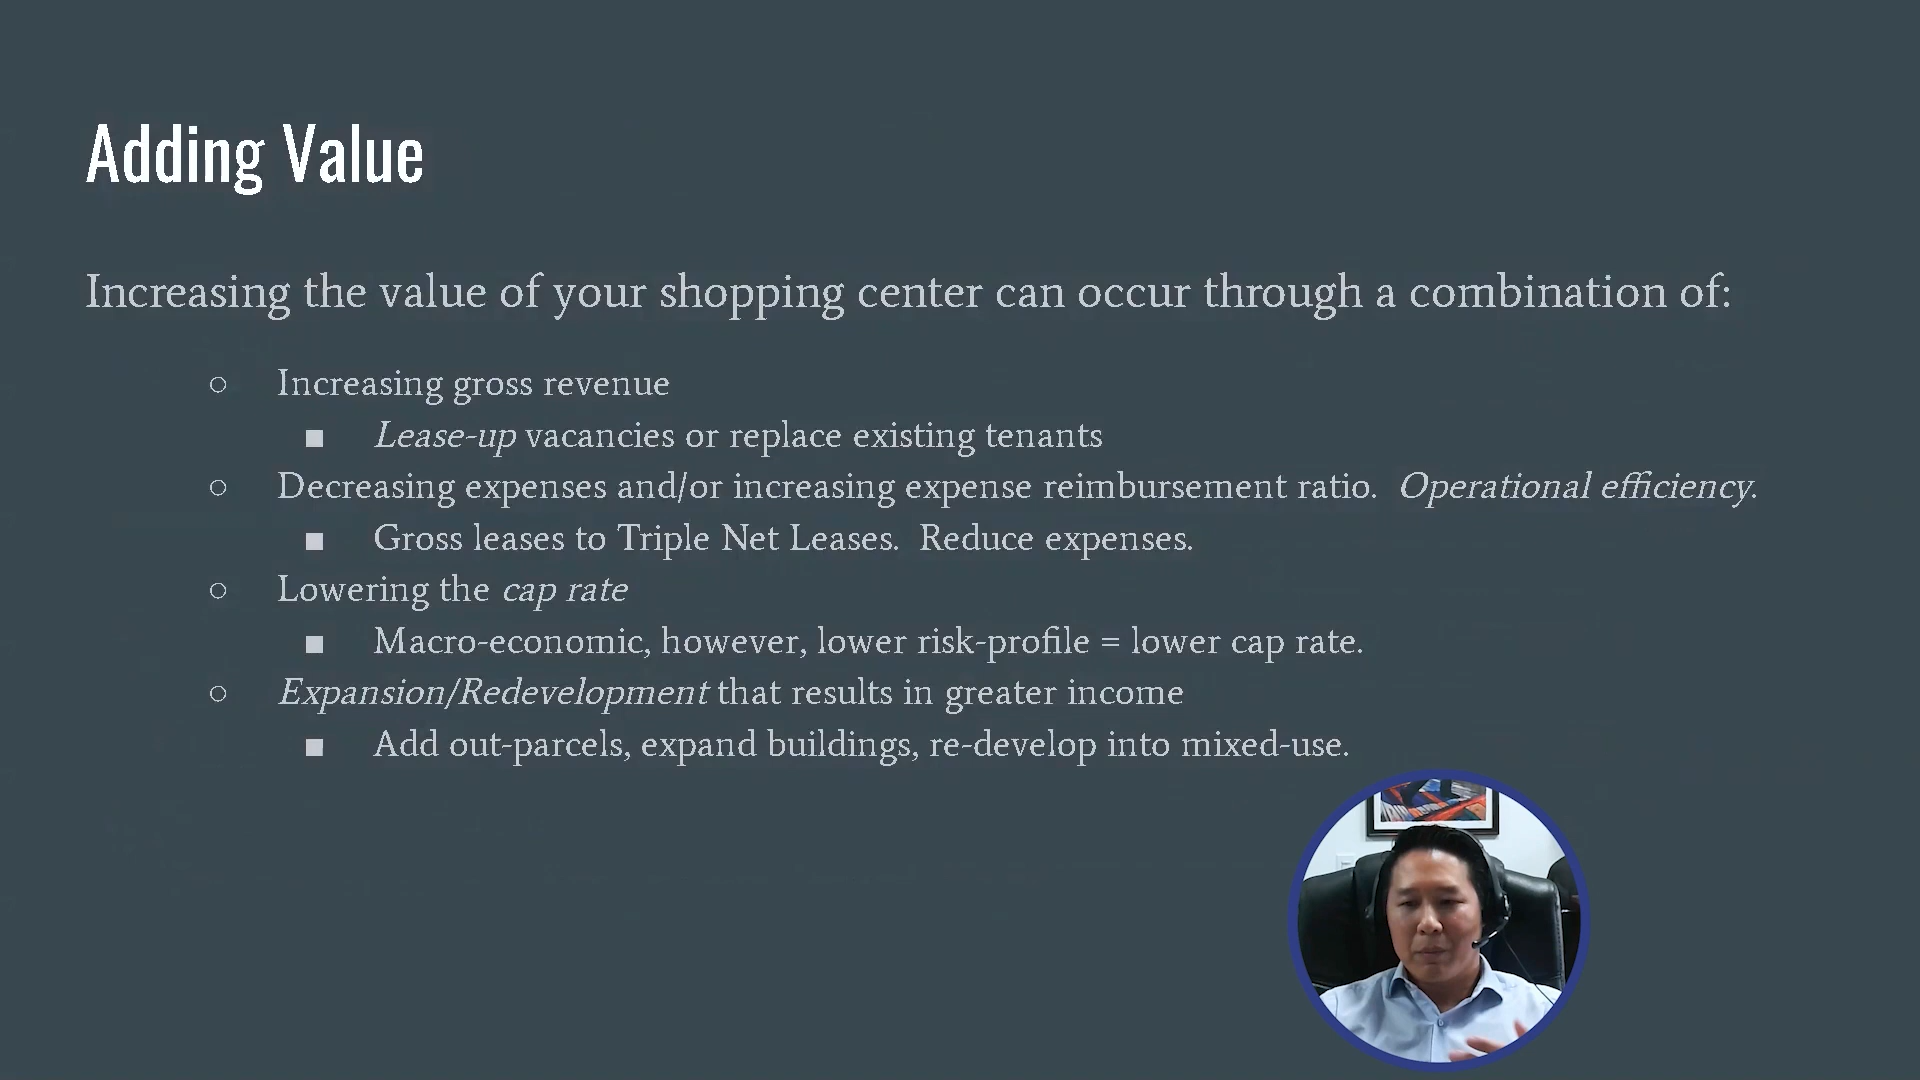 Adding Value
Increasing the value of your shopping center can occur through a combination of:
○ Increasing gross revenue
■ Lease-up vacancies or replace existing tenants
○ Decreasing expenses and/or increasing expense reimbursement ratio.  Operational efficiency.
■ Gross leases to Triple Net Leases.  Reduce expenses.
○ Lowering the cap rate
■ Macro-economic, however, lower risk-profile = lower cap rate.
○ Expansion/Redevelopment that results in greater income
■ Add out-parcels, expand buildings, re-develop into mixed-use.